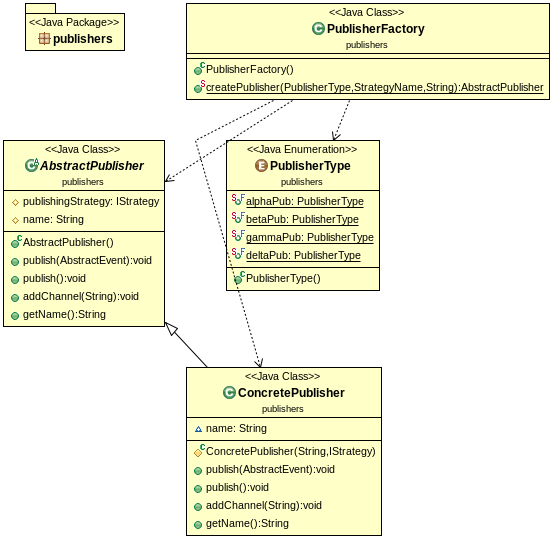 <<Java Package>>
publishers
<<Java Class>>
PublisherFactory
publishers
PublisherFactory()
createPublisher(PublisherType,StrategyName,String):AbstractPublisher
<<Java Class>>
AbstractPublisher
publishers
publishingStrategy: IStrategy
name: String
AbstractPublisher()
publish(AbstractEvent):void
publish():void
addChannel(String):void
getName():String
<<Java Enumeration>>
PublisherType
publishers
alphaPub: PublisherType
betaPub: PublisherType
gammaPub: PublisherType
deltaPub: PublisherType
PublisherType()
<<Java Class>>
ConcretePublisher
publishers
name: String
ConcretePublisher(String,IStrategy)
publish(AbstractEvent):void
publish():void
addChannel(String):void
getName():String